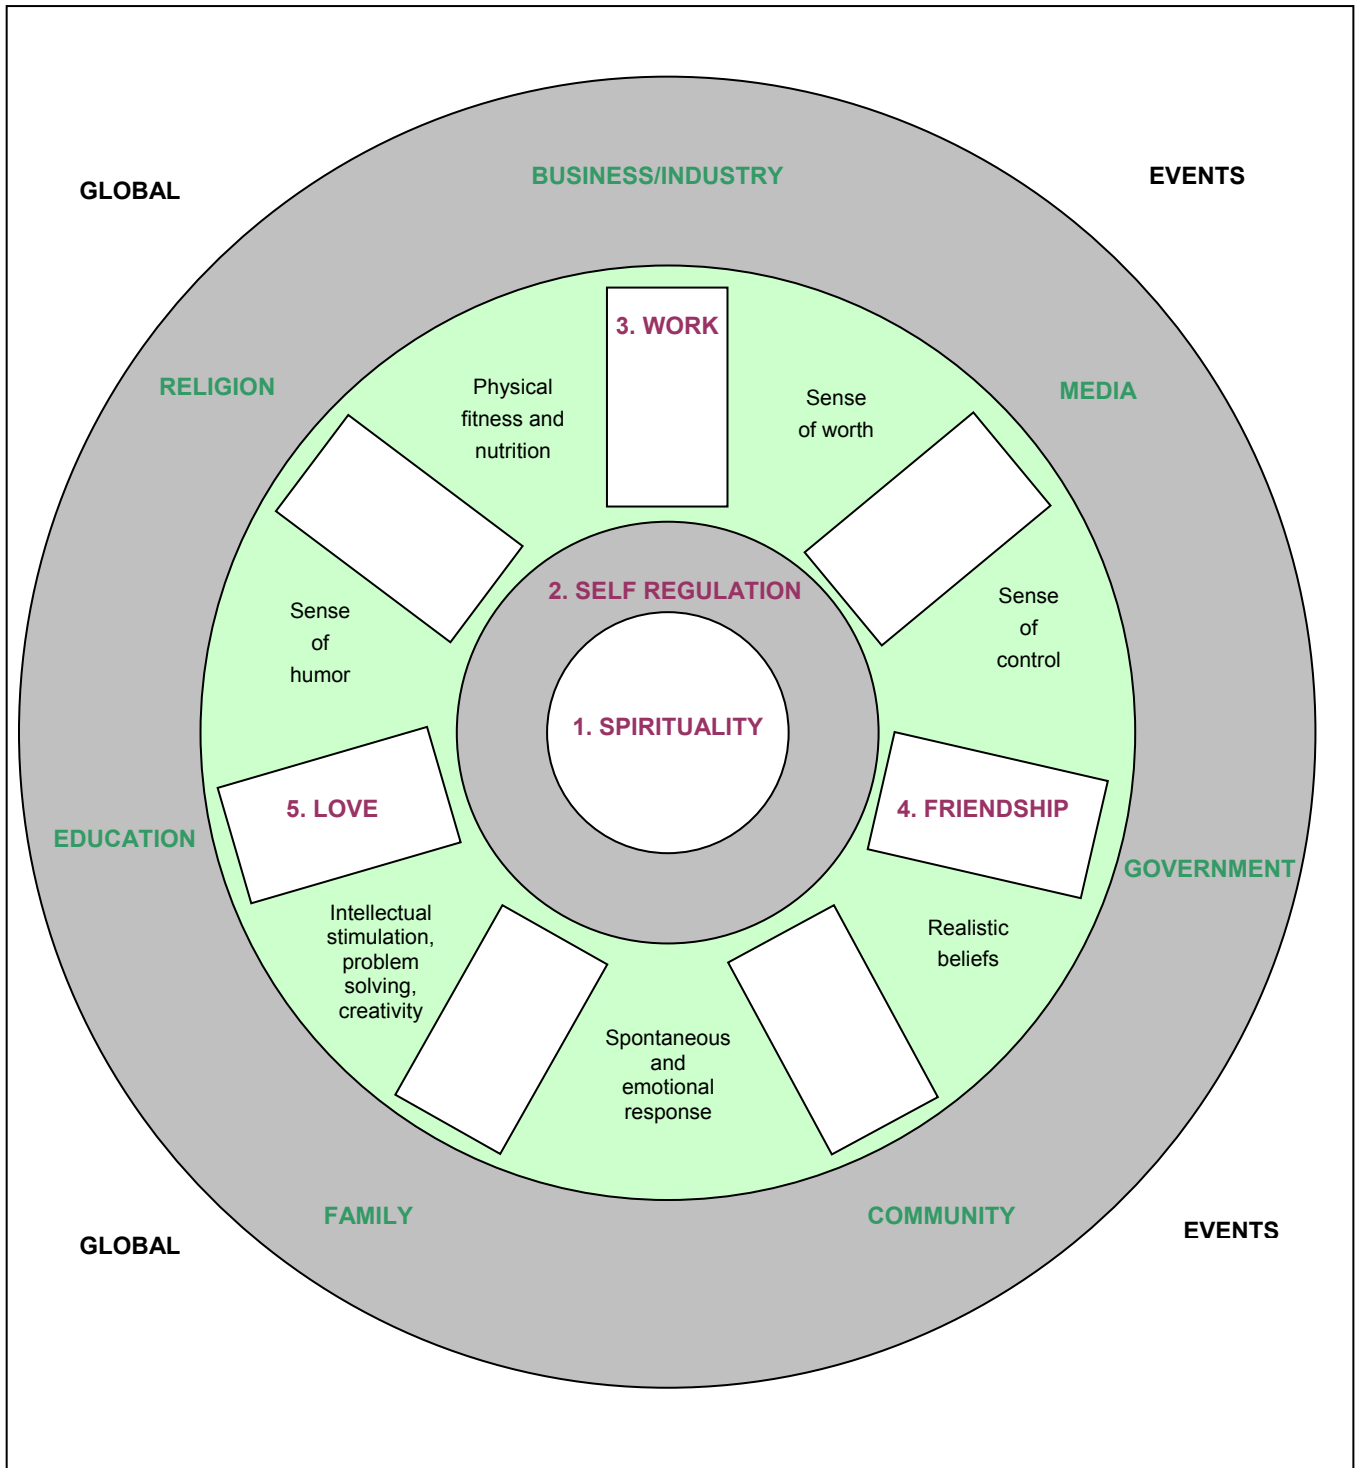 BUSINESS/INDUSTRY
GLOBAL
EVENTS
3. WORK
RELIGION
MEDIA
Physical
fitness and
nutrition
Sense
of worth
2. SELF REGULATION
Sense
of
humor
Sense
of
control
1. SPIRITUALITY
5. LOVE
4. FRIENDSHIP
EDUCATION
GOVERNMENT
Intellectual
stimulation,
problem
solving,
creativity
Realistic
beliefs
Spontaneous
and
emotional
response
FAMILY
COMMUNITY
GLOBAL
EVENTS